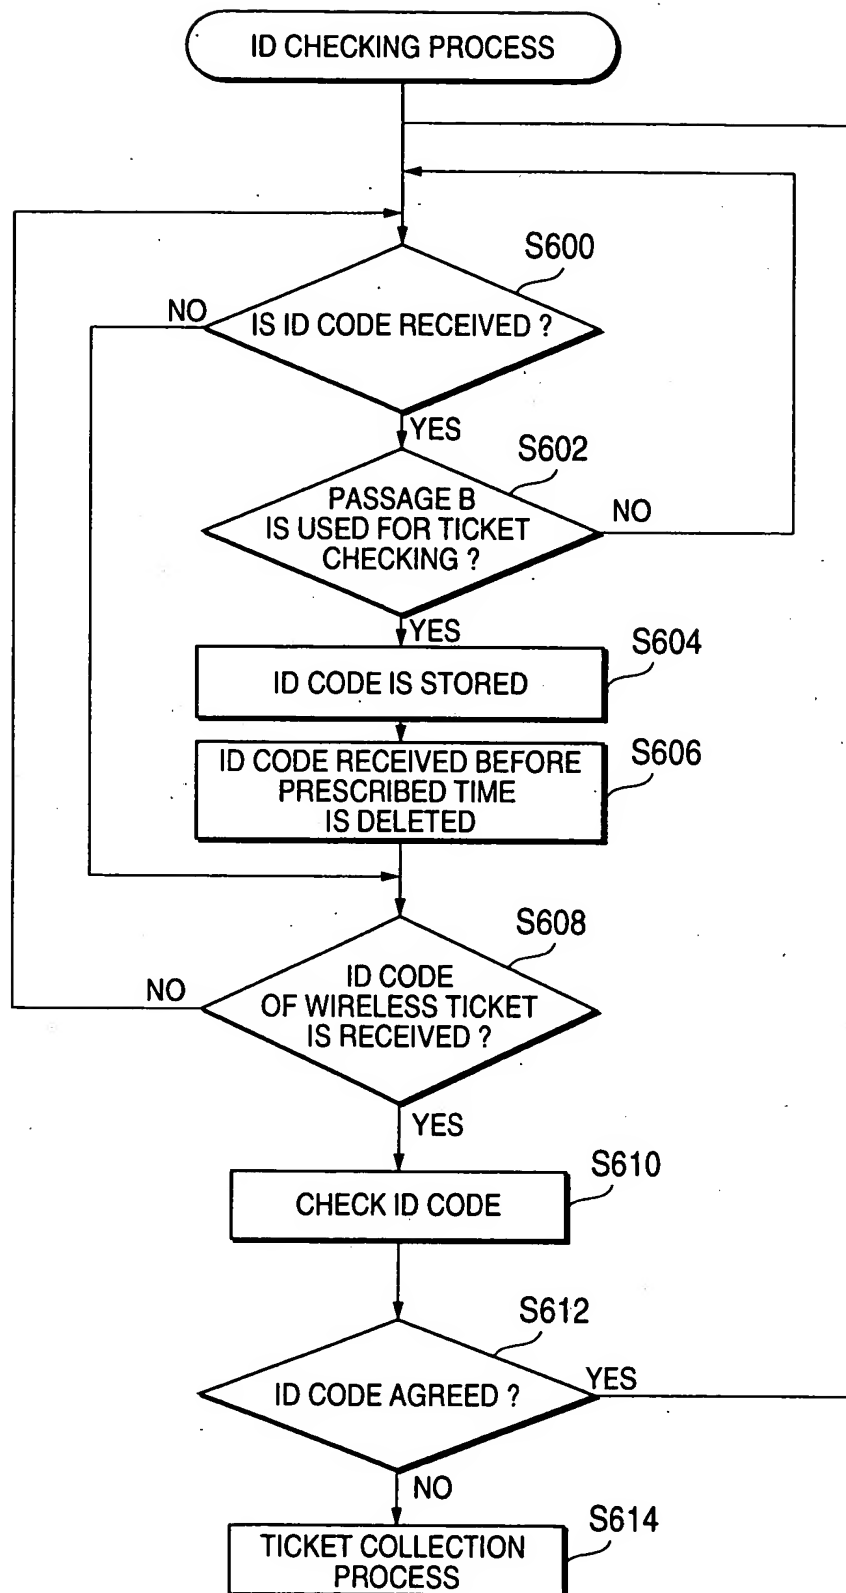 ID CHECKING PROCESS
S600
NO
IS ID CODE RECEIVED ?
YES
S602
PASSAGE B
IS USED FOR TICKET
CHECKING ?
NO
YES
S604
ID CODE IS STORED
S606
ID CODE RECEIVED BEFORE
PRESCRIBED TIME
IS DELETED
S608
NO
ID CODE
OF WIRELESS TICKET
IS RECEIVED ?
YES
S610
CHECK ID CODE
S612
ID CODE AGREED ?
YES
NO
S614
TICKET COLLECTION
PROCESS